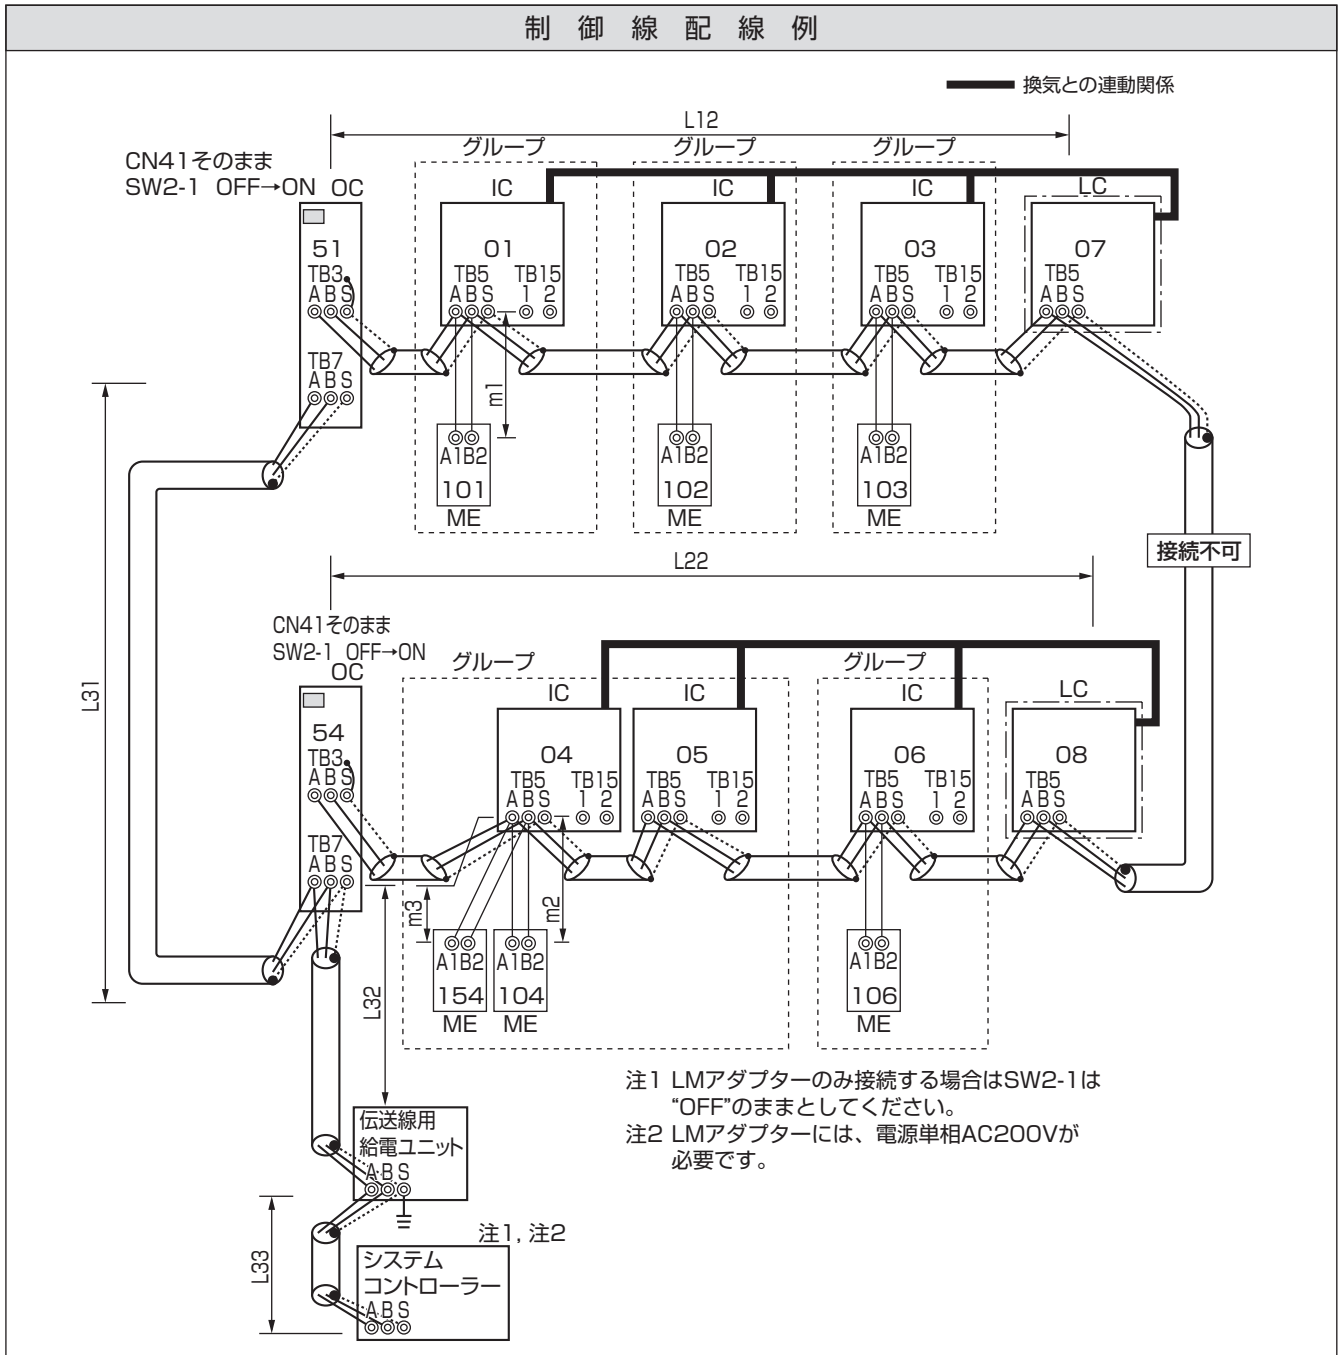 制御線配線例
換気との連動関係
L12
グループ グループ グループ
CN41そのまま
SW2-1 OFF→ON OC
IC IC IC LC
51 01 02 03 07
TB3 TB5 TB15 TB5 TB15 TB5 TB15 TB5
A B S A B S 1 2 A B S 1 2 A B S 1 2 A B S
TB7
A B S
m1
A1B2 A1B2 A1B2
101 102 103
ME ME ME
接続不可
L22
L31
CN41そのまま
SW2-1 OFF→ON
OC
グループ グループ
IC IC IC LC
54 04 05 06 08
TB3 TB5 TB15 TB5 TB15 TB5 TB15 TB5
A B S A B S 1 2 A B S 1 2 A B S 1 2 A B S
TB7
A B S
m3 m2
A1B2 A1B2 A1B2
154 104 106
ME ME ME
L32
注1 LMアダプターのみ接続する場合はSW2-1は
“OFF”のままとしてください。
注2 LMアダプターには、電源単相AC200Vが
必要です。
伝送線用
給電ユニット
A B S
注1, 注2
L33
システム
コントローラー
A B S